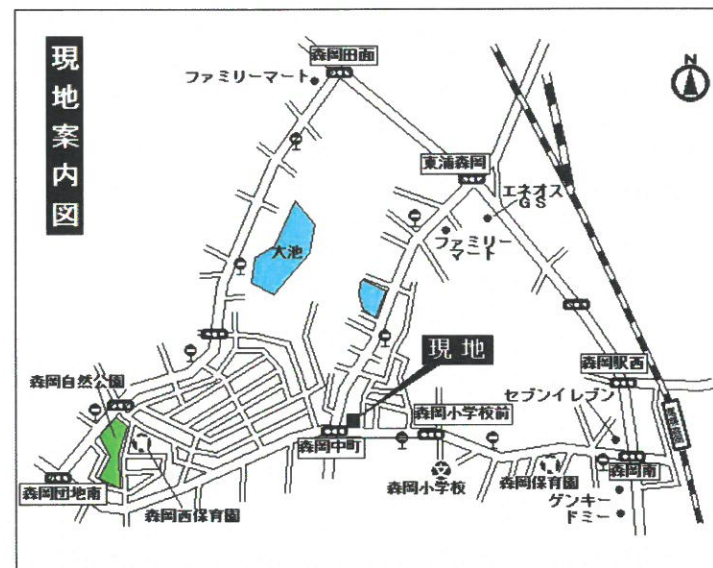 現地案内図
N
森岡田面
ファミリーマート
東浦森岡
エネオス
GS
ファミリー
マート
大池
現地
森岡駅西
森岡自然公園
セブンイレブン
森岡小学校前
森岡中町
森岡南
森岡団地南
森岡小学校
森岡保育園
ゲンキー
ドミー
森岡西保育園